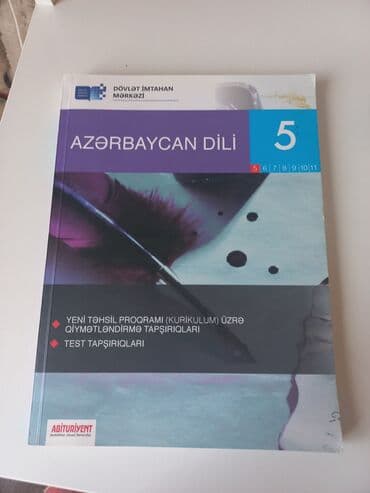 DÖVLƏT İMTAHAN
MƏRKƏZİ
AZƏRBAYCAN DİLİ
5
5|6|7|8|9|10|11
YENİ TƏHSİL PROQRAMI (KURİKULUM) ÜZRƏ
QİYMƏTLƏNDİRMƏ TAPŞIRIQLARI
TEST TAPŞIRIQLARI
ABİTURİYENT